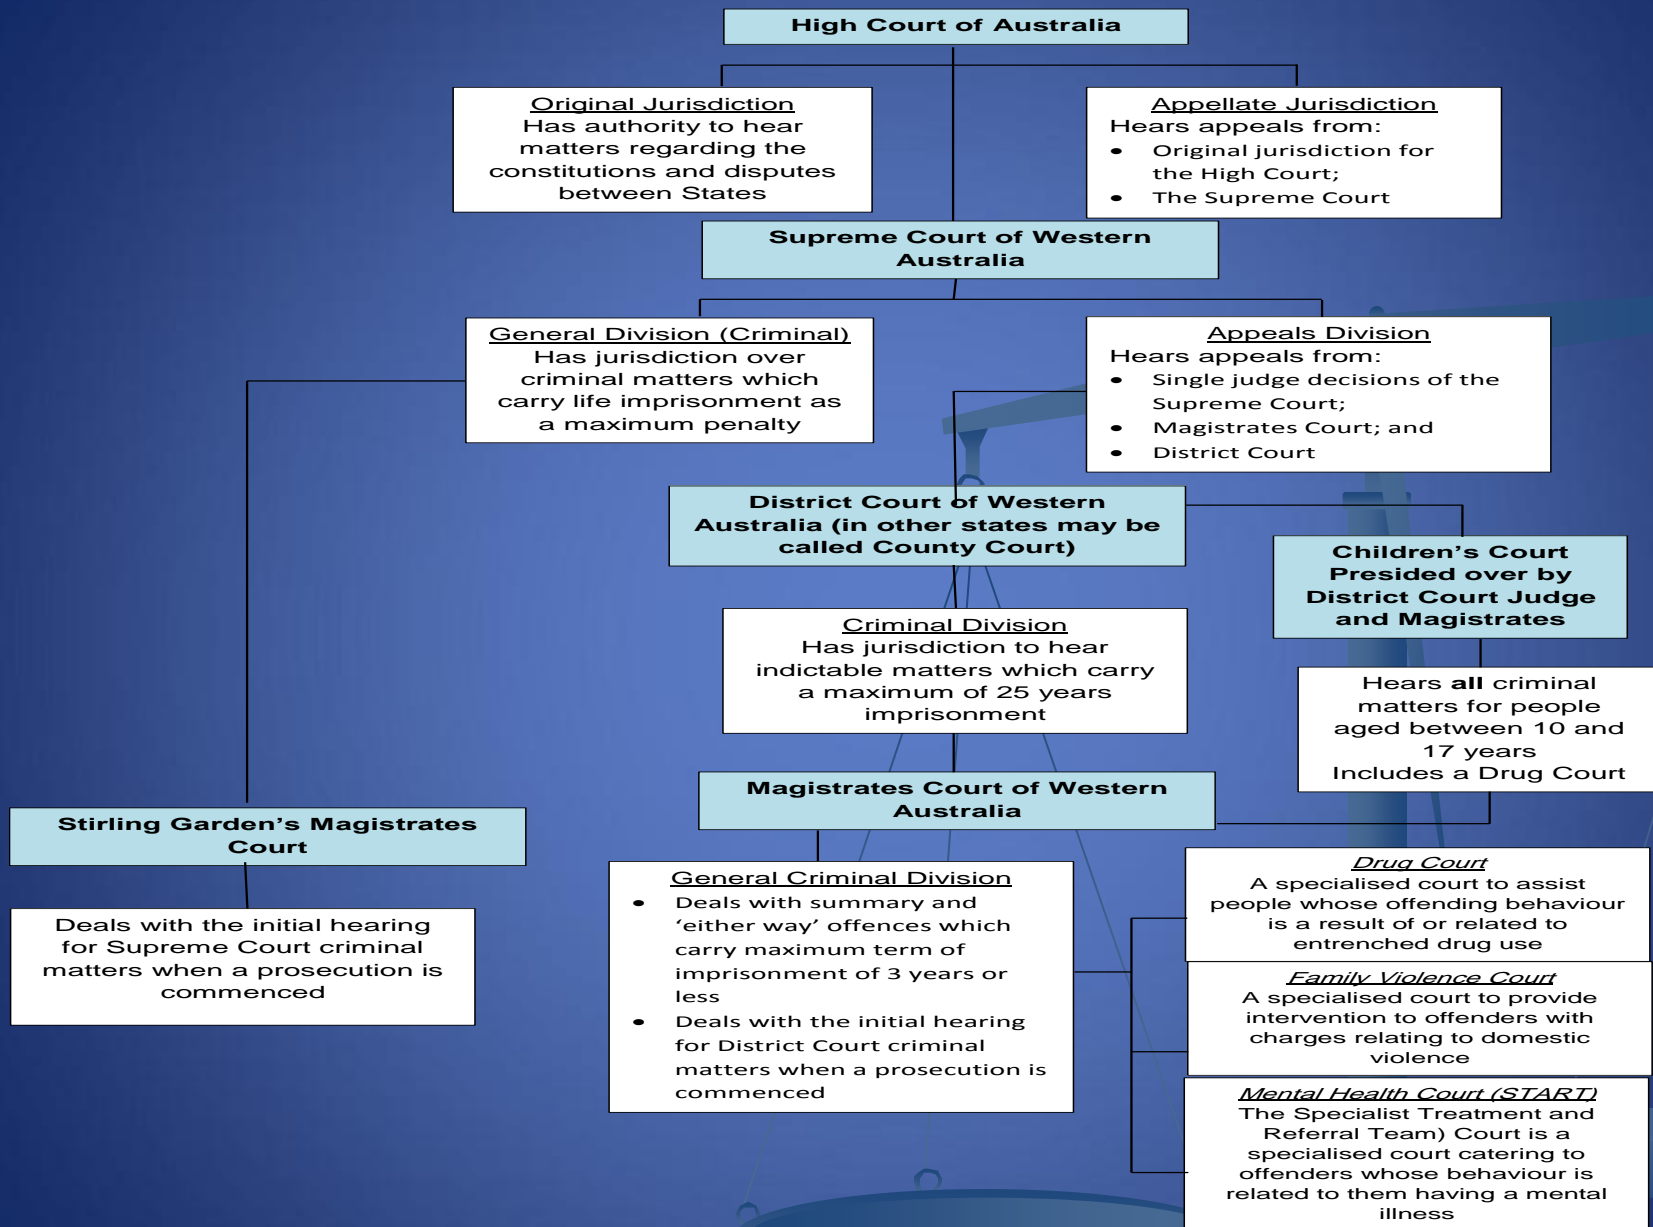 High Court of Australia
Original Jurisdiction
Has authority to hear
matters regarding the
constitutions and disputes
between States
Appellate Jurisdiction
Hears appeals from:
• Original jurisdiction for
the High Court;
• The Supreme Court
Supreme Court of Western
Australia
General Division (Criminal)
Has jurisdiction over
criminal matters which
carry life imprisonment as
a maximum penalty
Appeals Division
Hears appeals from:
• Single judge decisions of the
Supreme Court;
• Magistrates Court; and
• District Court
District Court of Western
Australia (in other states may be
called County Court)
Children’s Court
Presided over by
District Court Judge
and Magistrates
Criminal Division
Has jurisdiction to hear
indictable matters which carry
a maximum of 25 years
imprisonment
Hears all criminal
matters for people
aged between 10 and
17 years
Includes a Drug Court
Magistrates Court of Western
Australia
Stirling Garden’s Magistrates
Court
Deals with the initial hearing
for Supreme Court criminal
matters when a prosecution is
commenced
General Criminal Division
• Deals with summary and
‘either way’ offences which
carry maximum term of
imprisonment of 3 years or
less
• Deals with the initial hearing
for District Court criminal
matters when a prosecution is
commenced
Drug Court
A specialised court to assist
people whose offending behaviour
is a result of or related to
entrenched drug use
Family Violence Court
A specialised court to provide
intervention to offenders with
charges relating to domestic
violence
Mental Health Court (START)
The Specialist Treatment and
Referral Team) Court is a
specialised court catering to
offenders whose behaviour is
related to them having a mental
illness